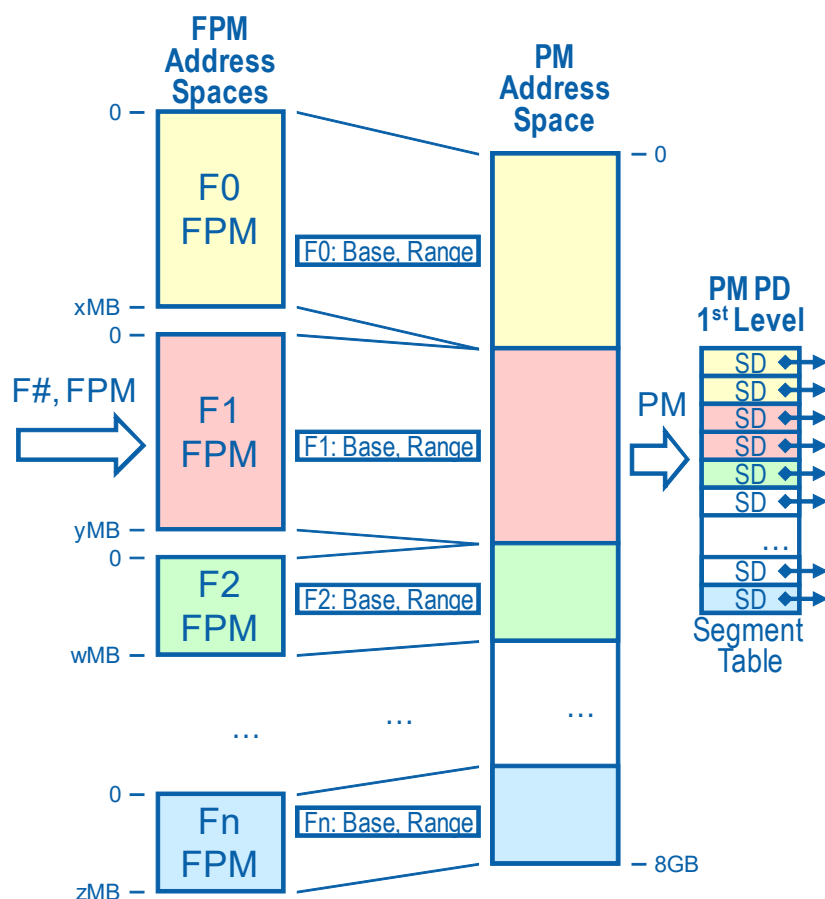 FPM
Address
Spaces
PM
Address
Space
0
0
F0
FPM
F0: Base, Range
xMB
PM PD
1st Level
0
F#, FPM
F1
FPM
F1: Base, Range
PM
yMB
SD
SD
SD
SD
SD
SD
...
SD
SD
Segment
Table
0
F2
FPM
F2: Base, Range
wMB
...
...
...
0
Fn
FPM
Fn: Base, Range
8GB
zMB